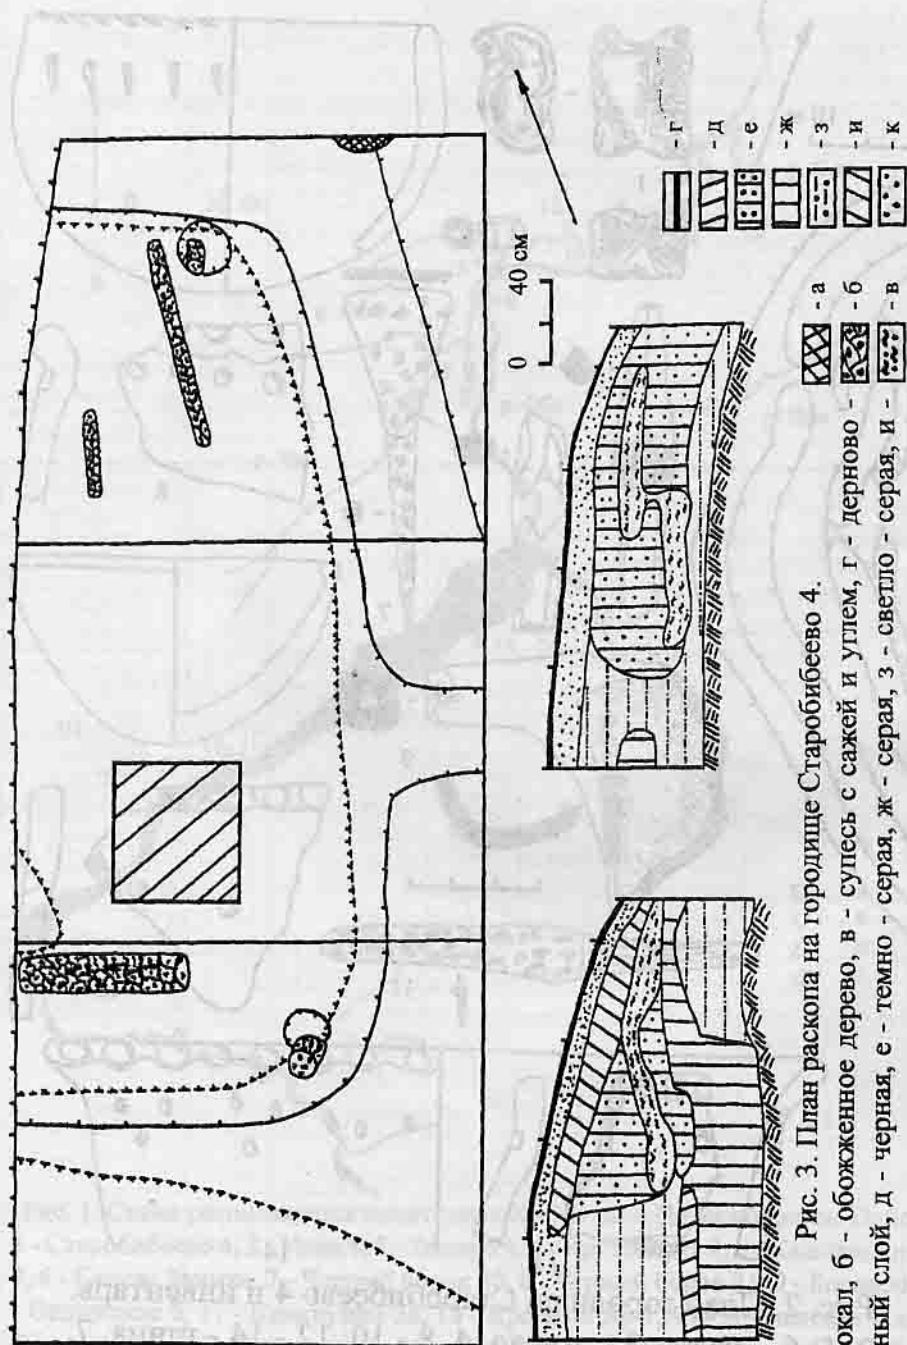 0 40 см
- а
- б
- в
- г
- д
- е
- ж
- з
- и
- к
Рис. 3. План раскопа на городище Старобибеево 4.
окал, б - обожженное дерево, в - супесь с сажей и углем, г - дерново -
ный слой, д - черная, е - темно - серая, ж - серая, з - светло - серая, и -